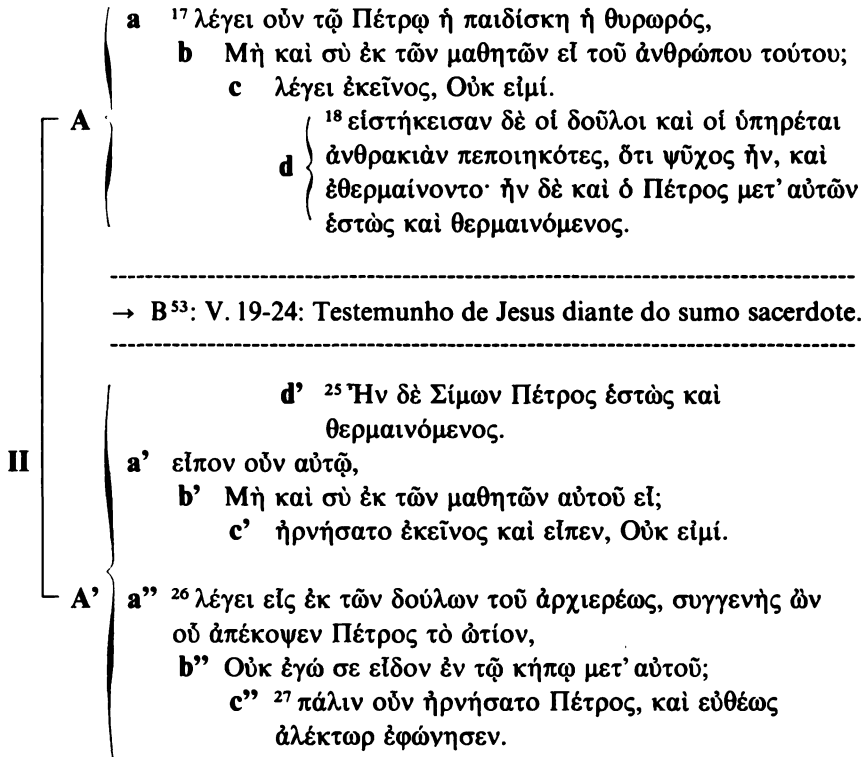 a ¹⁷ λέγει οὖν τῷ Πέτρῳ ἡ παιδίσκη ἡ θυρωρός,
b Μὴ καὶ σὺ ἐκ τῶν μαθητῶν εἶ τοῦ ἀνθρώπου τούτου;
c λέγει ἐκεῖνος, Οὐκ εἰμί.
A
¹⁸ εἱστήκεισαν δὲ οἱ δοῦλοι καὶ οἱ ὑπηρέται
d ἀνθρακιὰν πεποιηκότες, ὅτι ψῦχος ἦν, καὶ
ἐθερμαίνοντο· ἦν δὲ καὶ ὁ Πέτρος μετ’ αὐτῶν
ἑστὼς καὶ θερμαινόμενος.
→ B⁵³: V. 19-24: Testemunho de Jesus diante do sumo sacerdote.
d’ ²⁵ Ἦν δὲ Σίμων Πέτρος ἑστὼς καὶ
θερμαινόμενος.
II
a’ εἶπον οὖν αὐτῷ,
b’ Μὴ καὶ σὺ ἐκ τῶν μαθητῶν αὐτοῦ εἶ;
c’ ἠρνήσατο ἐκεῖνος καὶ εἶπεν, Οὐκ εἰμί.
A’ a” ²⁶ λέγει εἷς ἐκ τῶν δούλων τοῦ ἀρχιερέως, συγγενὴς ὢν
οὗ ἀπέκοψεν Πέτρος τὸ ὠτίον,
b” Οὐκ ἐγώ σε εἶδον ἐν τῷ κήπῳ μετ’ αὐτοῦ;
c” ²⁷ πάλιν οὖν ἠρνήσατο Πέτρος, καὶ εὐθέως
ἀλέκτωρ ἐφώνησεν.